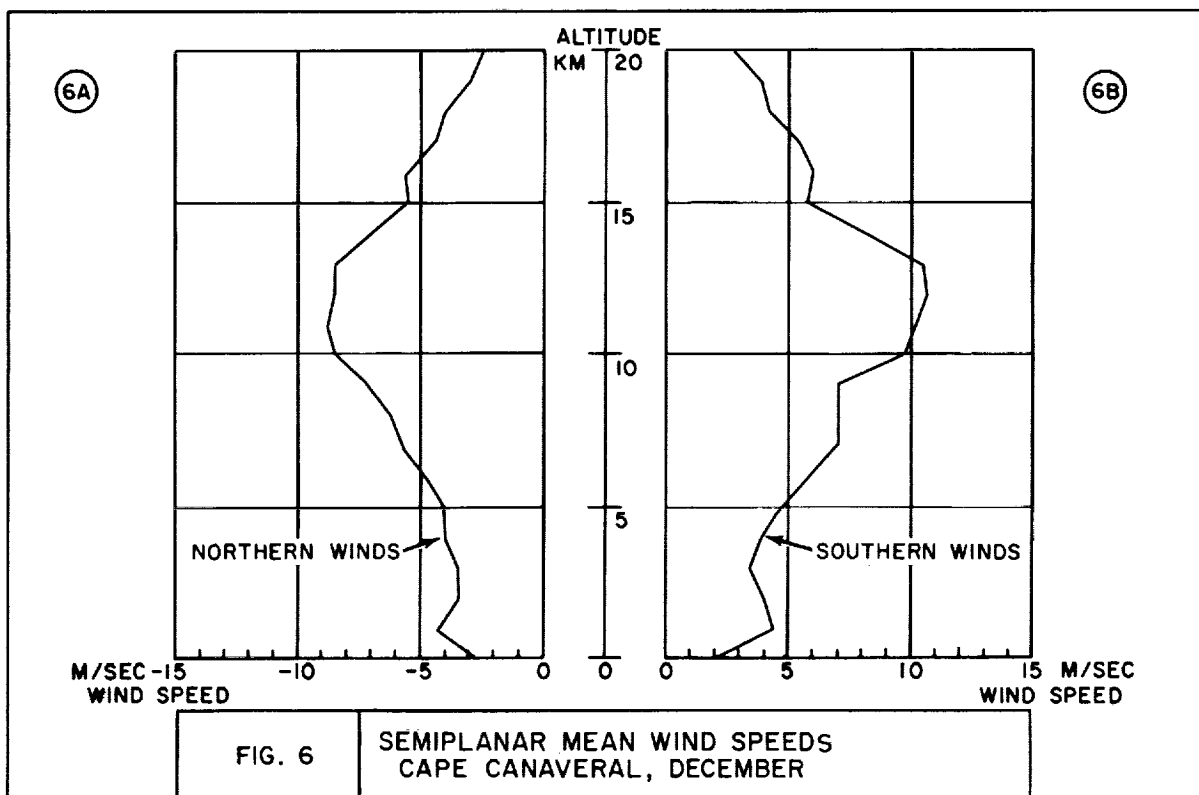 ALTITUDE
KM 20
6A
6B
15
10
5
NORTHERN WINDS
SOUTHERN WINDS
M/SEC -15 -10 -5 0 0 0 5 10 15 M/SEC
WIND SPEED WIND SPEED
FIG. 6
SEMIPLANAR MEAN WIND SPEEDS
CAPE CANAVERAL, DECEMBER